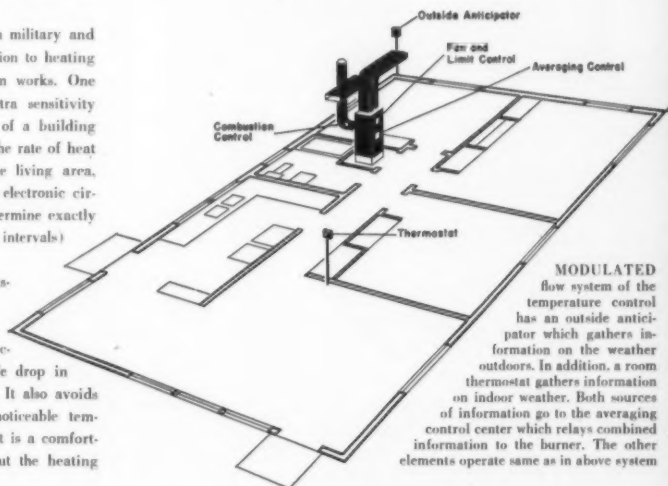 n military and
ion to heating
n works. One
tra sensitivity
of a building
he rate of heat
e living area,
electronic cir-
ermine exactly
intervals)
s-
c-
e drop in
It also avoids
noticeable tem-
t is a comfort-
ut the heating
Outside Anticipator
Fan and
Limit Control
Averaging Control
Combustion
Control
Thermostat
MODULATED
flow system of the
temperature control
has an outside antici-
pator which gathers in-
formation on the weather
outdoors. In addition, a room
thermostat gathers information
on indoor weather. Both sources
of information go to the averaging
control center which relays combined
information to the burner. The other
elements operate same as in above system